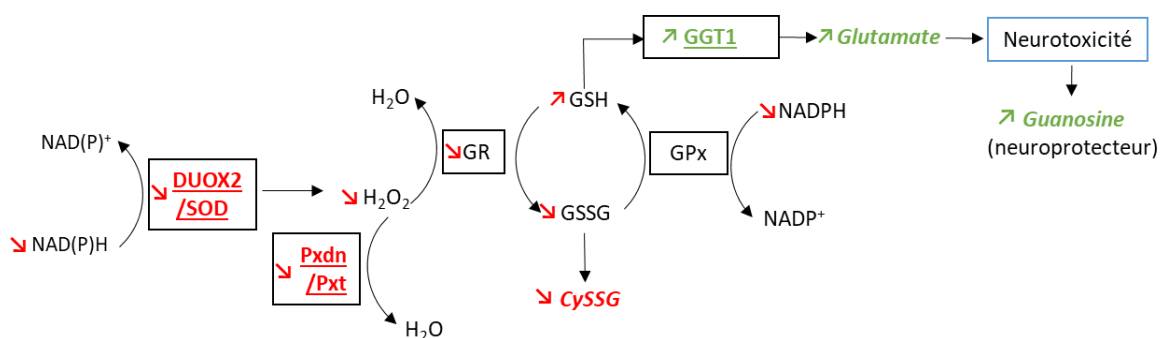 ↗ GGT1
↗ Glutamate
Neurotoxicité
H₂O
↗ GSH
↘ NADPH
↗ Guanosine
(neuroprotecteur)
NAD(P)⁺
↘ GR
GPx
↘ DUOX2
/SOD
↘ H₂O₂
↘ GSSG
NADP⁺
↘ NAD(P)H
↘ Pxdn
/Pxt
↘ CySSG
H₂O